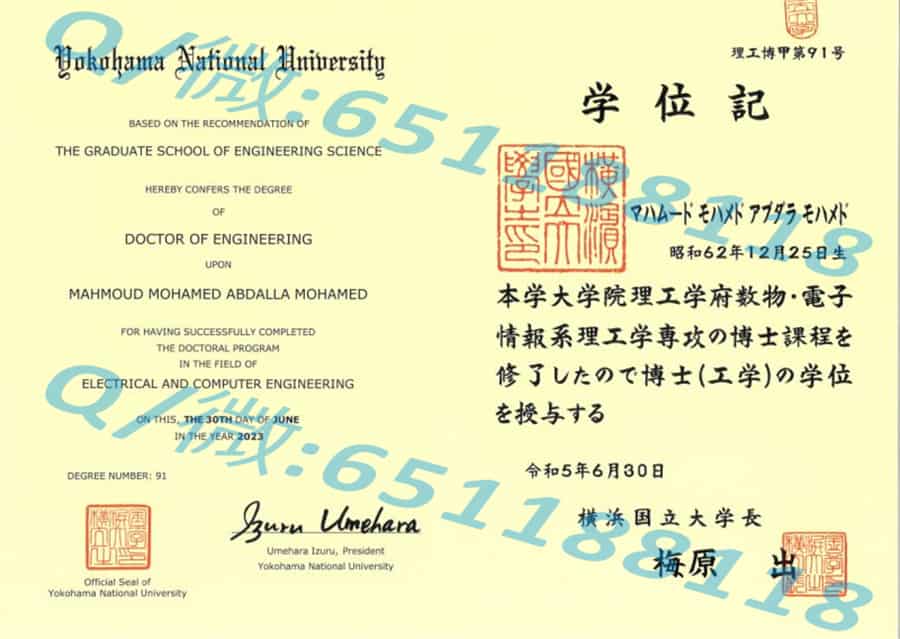 Yokohama National University
BASED ON THE RECOMMENDATION OF
THE GRADUATE SCHOOL OF ENGINEERING SCIENCE
HEREBY CONFERS THE DEGREE
OF
DOCTOR OF ENGINEERING
UPON
MAHMOUD MOHAMED ABDALLA MOHAMED
FOR HAVING SUCCESSFULLY COMPLETED
THE DOCTORAL PROGRAM
IN THE FIELD OF
ELECTRICAL AND COMPUTER ENGINEERING
ON THIS, THE 30TH DAY OF JUNE
IN THE YEAR 2023
DEGREE NUMBER: 91
Official Seal of
Yokohama National University
Izuru Umehara
Umehara Izuru, President
Yokohama National University
理工博甲第91号
学位記
マハムード モハメド アブダラ モハメド
昭和62年12月25日生
本学大学院理工学府数物・電子
情報系理工学専攻の博士課程を
修了したので博士(工学)の学位
を授与する
令和5年6月30日
横浜国立大学長
梅原 出
Q/微:651188118
Q/微:651188118